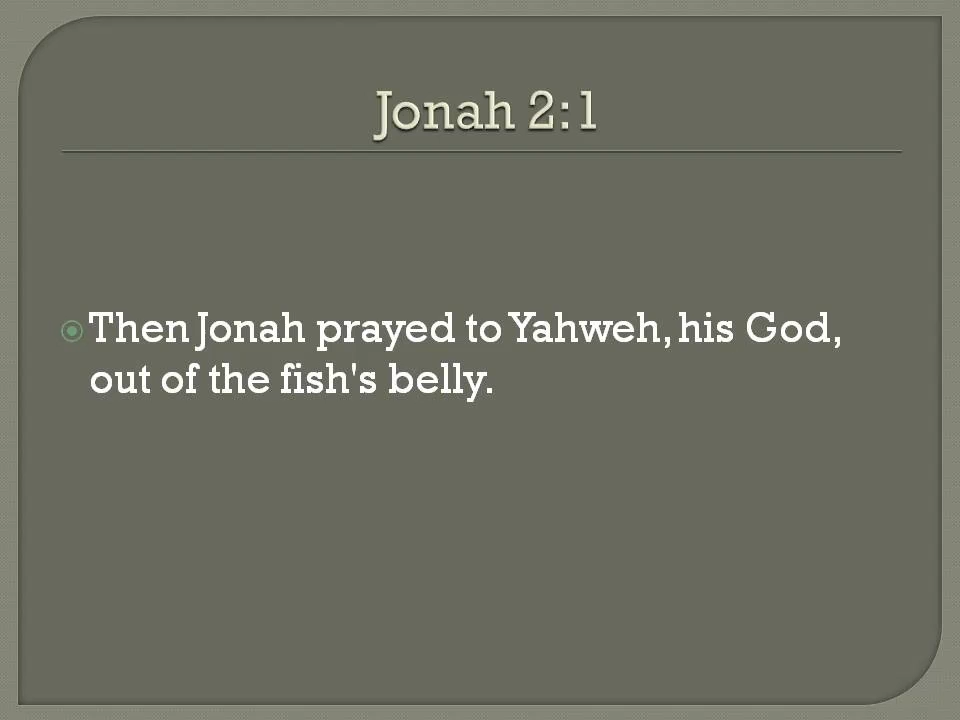 Jonah 2:1
Then Jonah prayed to Yahweh, his God,
out of the fish's belly.